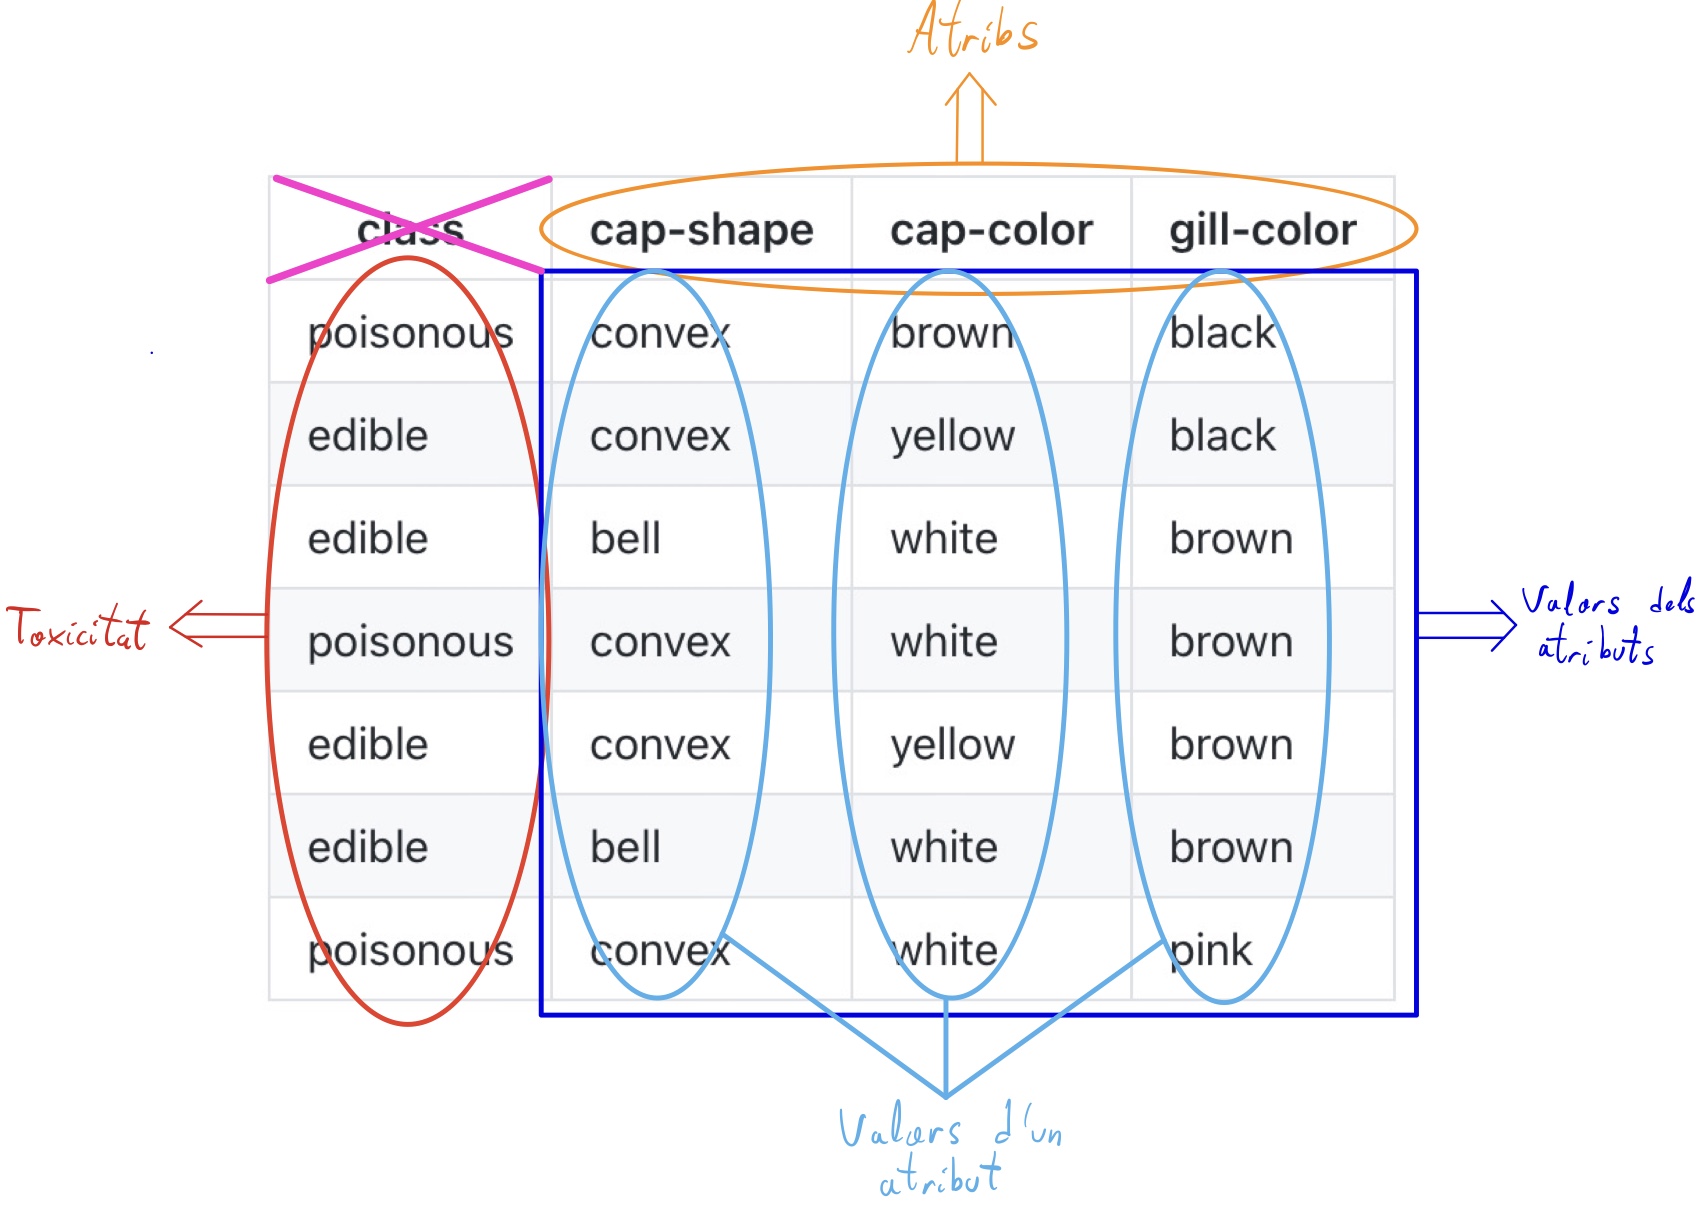 Atribs
class cap-shape cap-color gill-color
poisonous convex brown black
edible convex yellow black
edible bell white brown
poisonous convex white brown
edible convex yellow brown
edible bell white brown
poisonous convex white pink
Toxicitat
Valors dels
atributs
Valors d'un
atribut